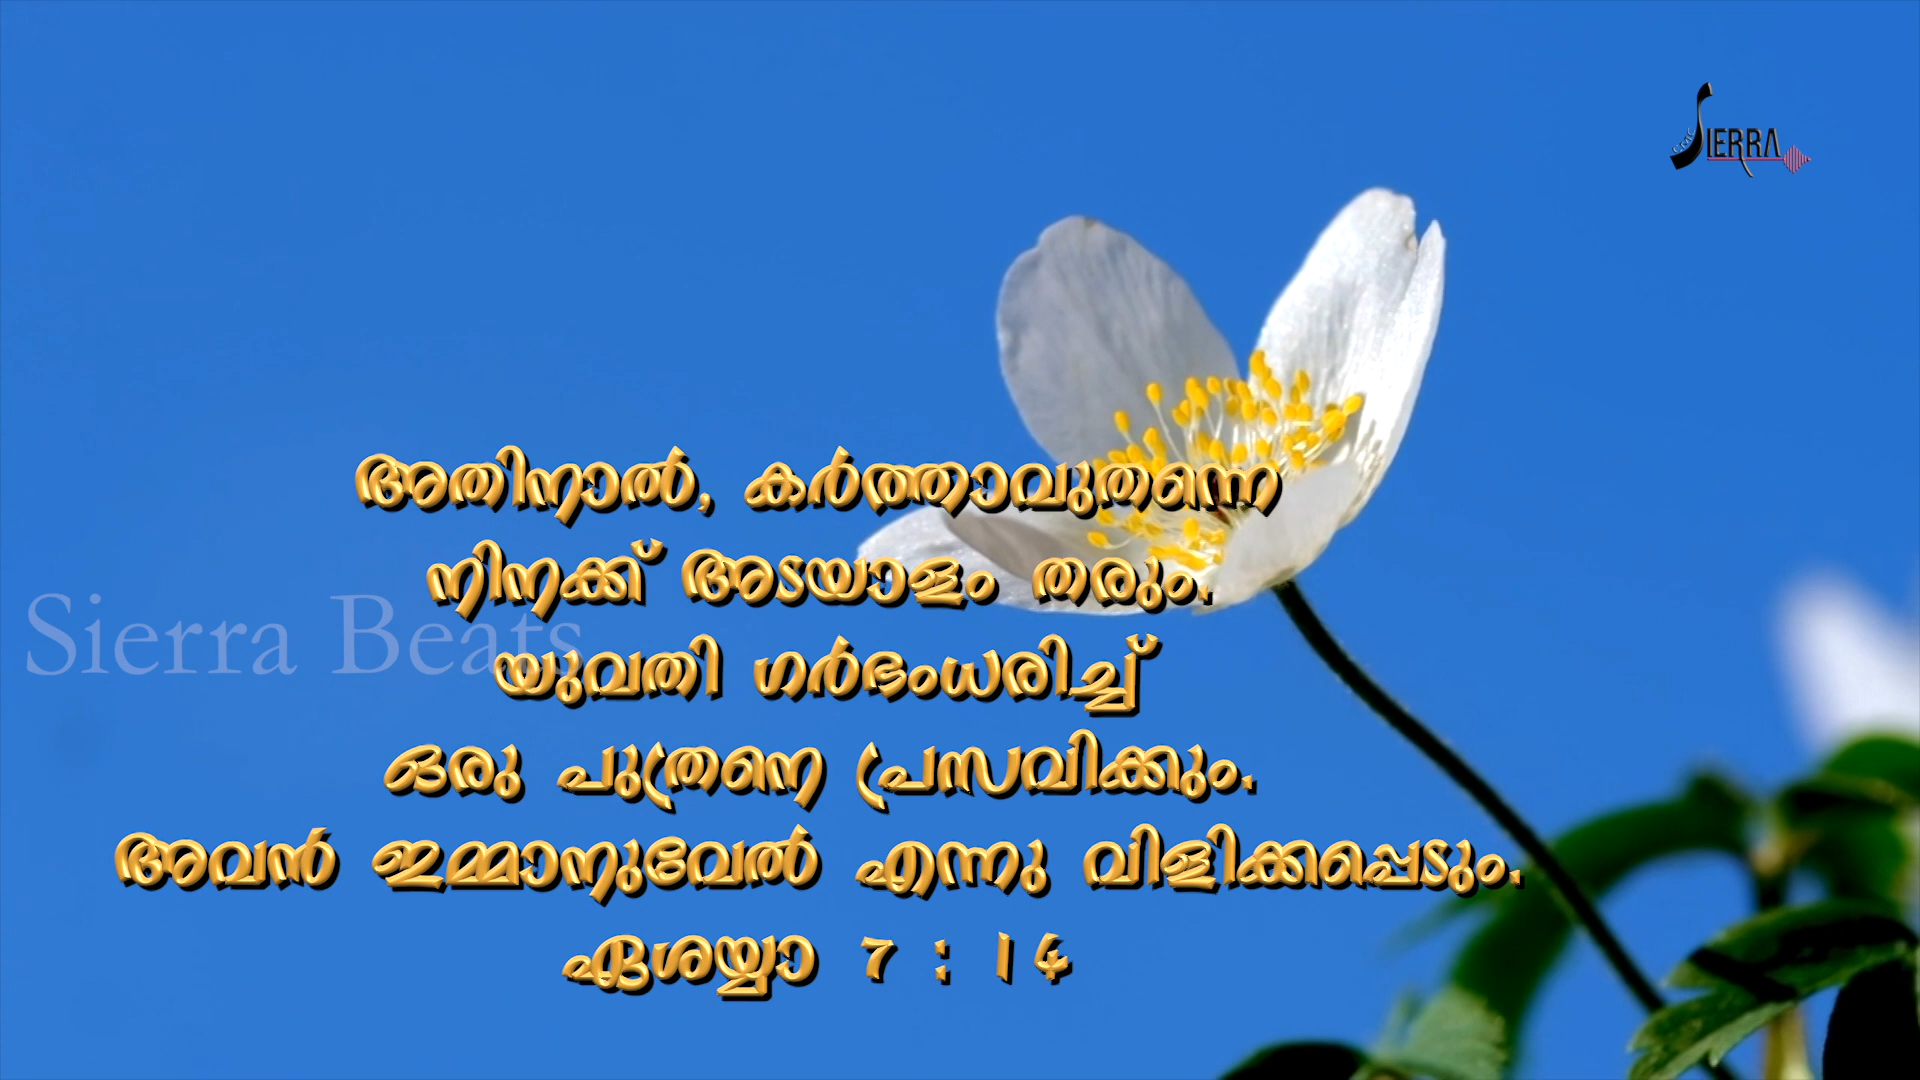 SIERRA
അതിനാൽ, കർത്താവുതന്നെ
നിനക്ക് അടയാളം തരും.
Sierra Beats
യുവതി ഗർഭംധരിച്ച്
ഒരു പുത്രനെ പ്രസവിക്കും.
അവൻ ഇമ്മാനുവേൽ എന്നു വിളിക്കപ്പെടും.
ഏശയ്യാ 7 : 14